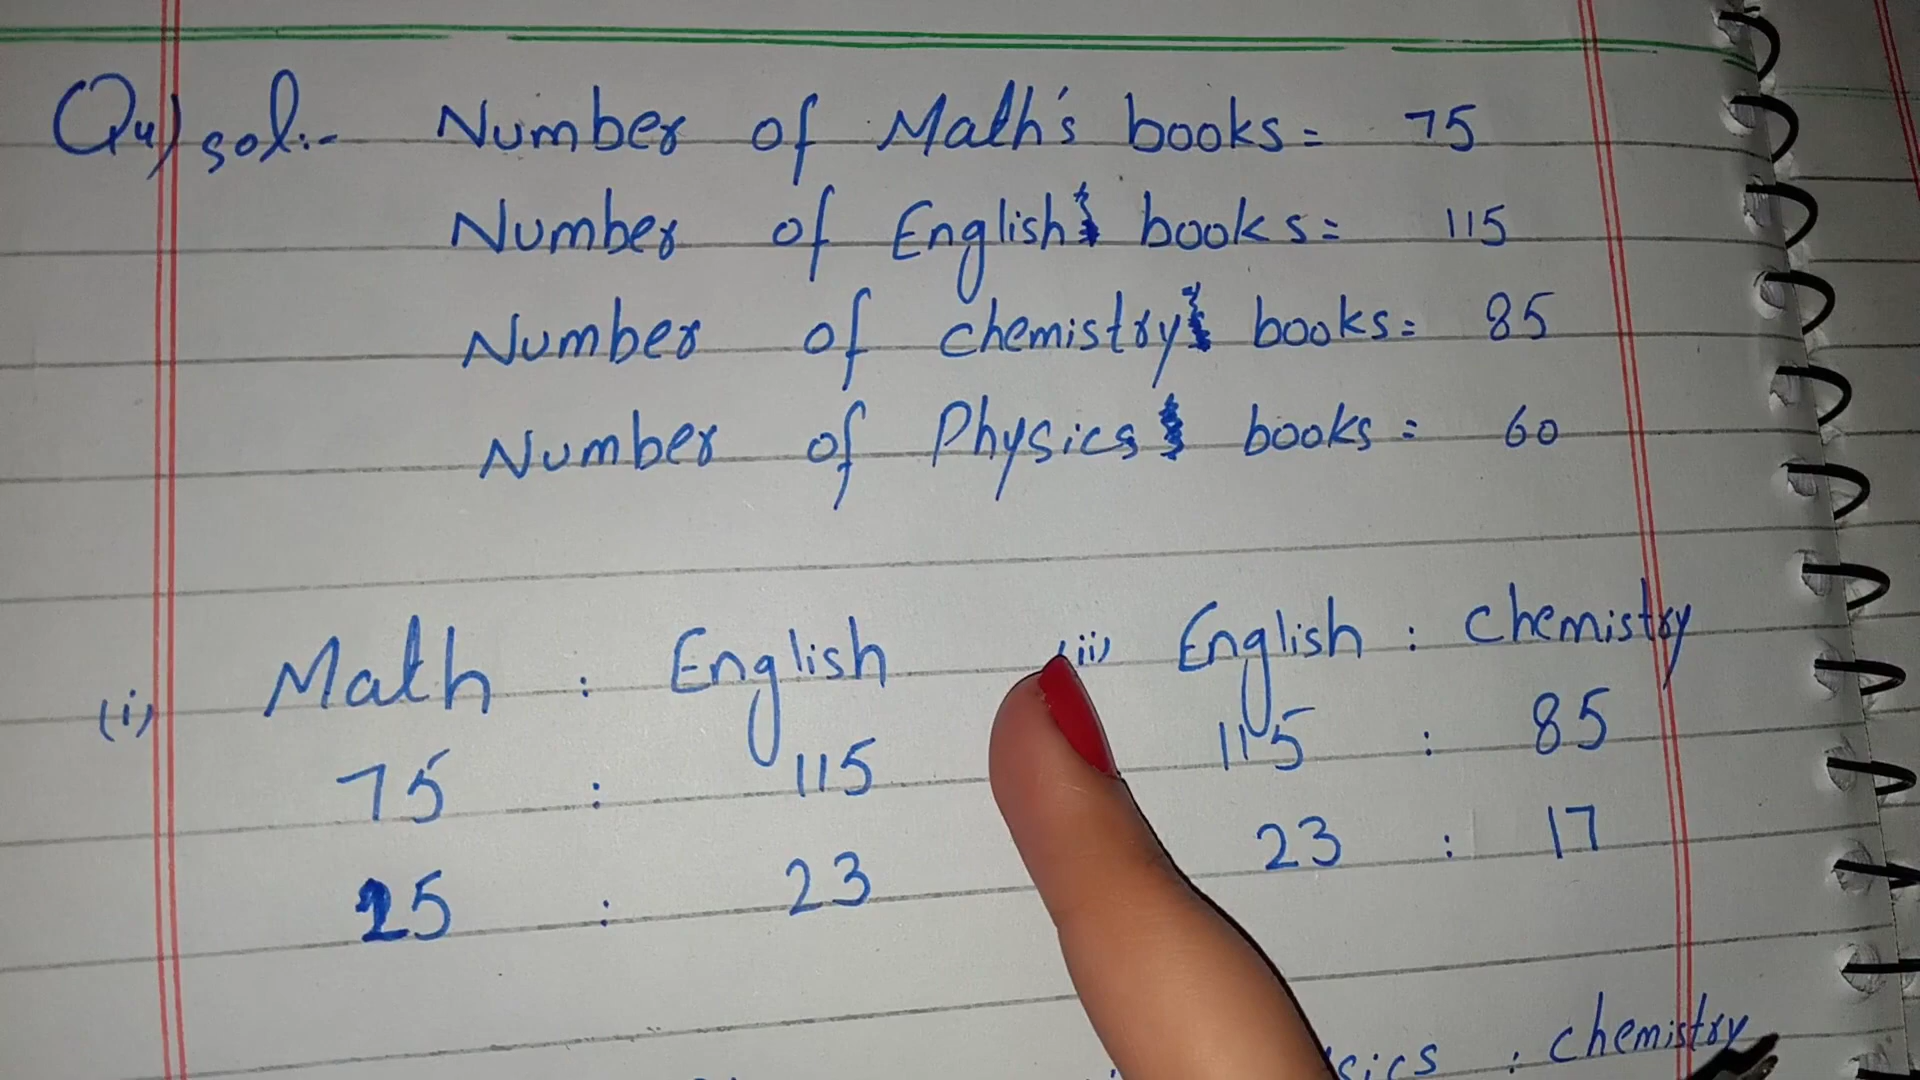 Q4) sol:- Number of Math's books = 75
Number of English books = 115
Number of chemistry books = 85
Number of Physics books = 60
(i) Math : English
75 : 115
25 : 23
(ii) English : chemistry
115 : 85
23 : 17
: chemistry